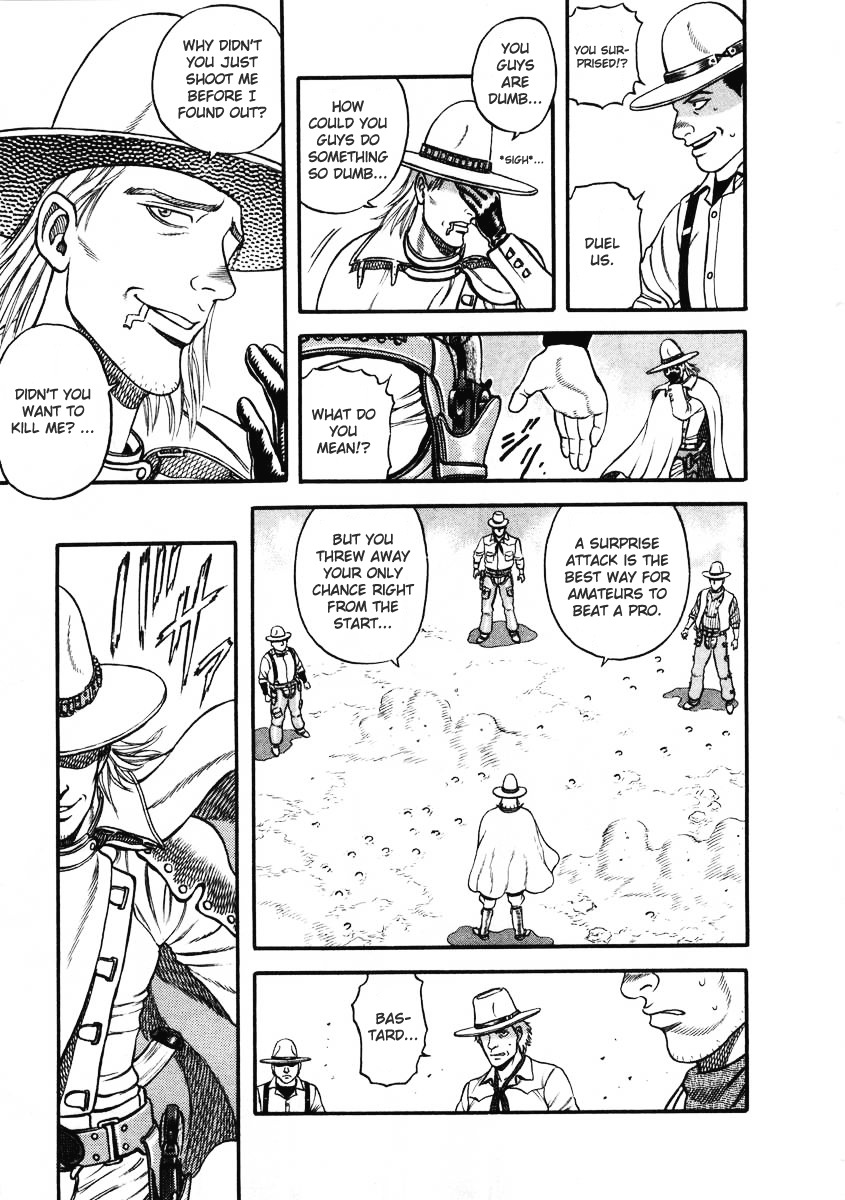 YOU SUR-
PRISED!?
DUEL
US.
YOU
GUYS
ARE
DUMB...
*SIGH*...
HOW
COULD YOU
GUYS DO
SOMETHING
SO DUMB...
WHY DIDN'T
YOU JUST
SHOOT ME
BEFORE I
FOUND OUT?
DIDN'T YOU
WANT TO
KILL ME? ...
WHAT DO
YOU
MEAN!?
A SURPRISE
ATTACK IS THE
BEST WAY FOR
AMATEURS TO
BEAT A PRO.
BUT YOU
THREW AWAY
YOUR ONLY
CHANCE RIGHT
FROM THE
START...
BAS-
TARD...